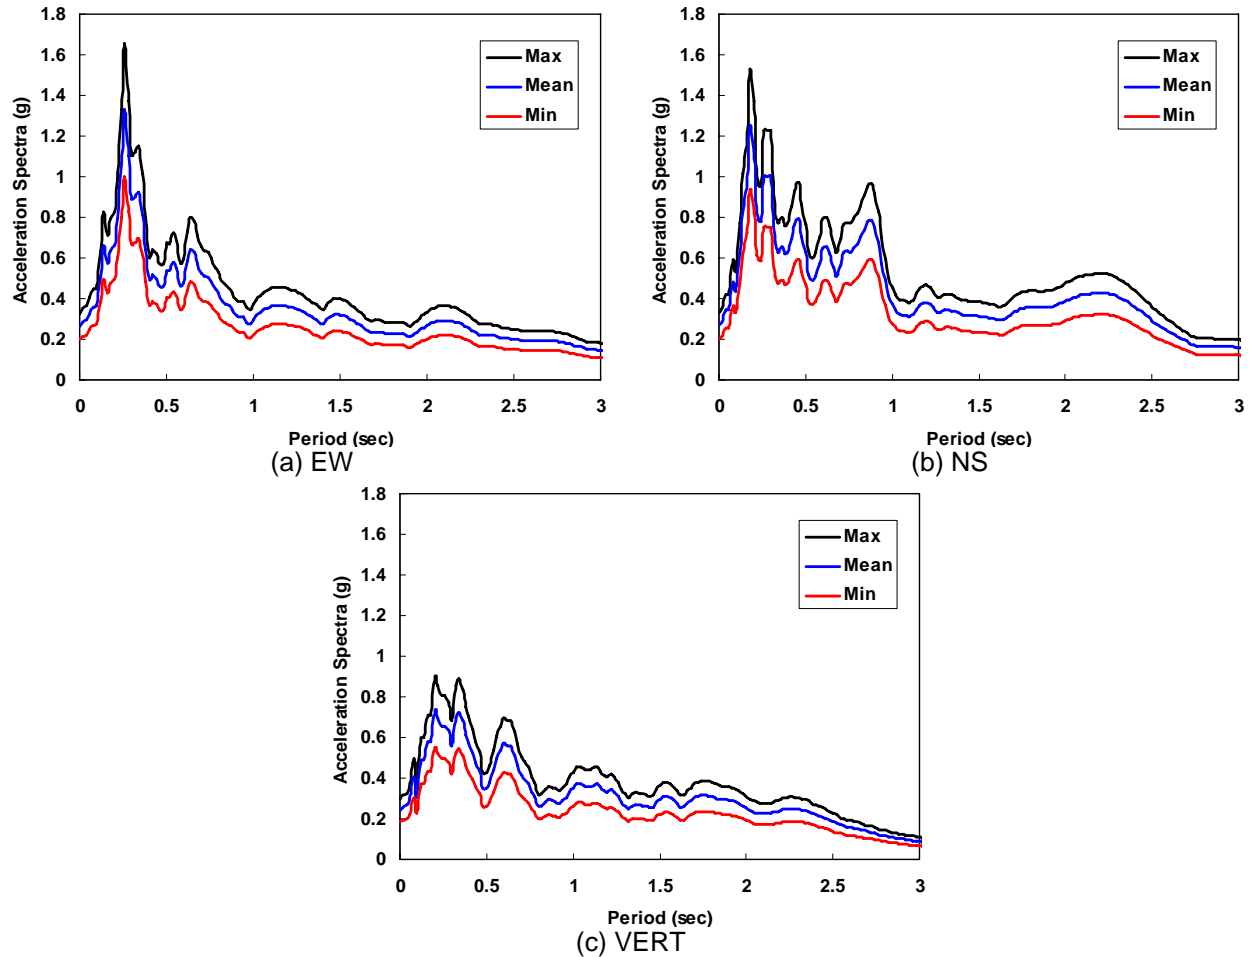 1.8
1.6
1.4
1.2
1
0.8
0.6
0.4
0.2
0
Acceleration Spectra (g)
Max
Mean
Min
0 0.5 1 1.5 2 2.5 3
Period (sec)
(a) EW
1.8
1.6
1.4
1.2
1
0.8
0.6
0.4
0.2
0
Acceleration Spectra (g)
Max
Mean
Min
0 0.5 1 1.5 2 2.5 3
Period (sec)
(b) NS
1.8
1.6
1.4
1.2
1
0.8
0.6
0.4
0.2
0
Acceleration Spectra (g)
Max
Mean
Min
0 0.5 1 1.5 2 2.5 3
Period (sec)
(c) VERT